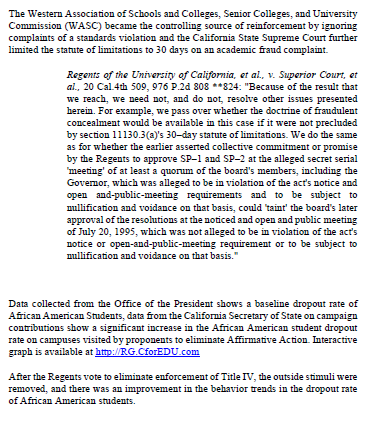 The Western Association of Schools and Colleges, Senior Colleges, and University
Commission (WASC) became the controlling source of reinforcement by ignoring
complaints of a standards violation and the California State Supreme Court further
limited the statute of limitations to 30 days on an academic fraud complaint.
Regents of the University of California, et al., v. Superior Court, et
al., 20 Cal.4th 509, 976 P.2d 808 **824: "Because of the result that
we reach, we need not, and do not, resolve other issues presented
herein. For example, we pass over whether the doctrine of fraudulent
concealment would be available in this case if it were not precluded
by section 11130.3(a)'s 30–day statute of limitations. We do the same
as for whether the earlier asserted collective commitment or promise
by the Regents to approve SP–1 and SP–2 at the alleged secret serial
'meeting' of at least a quorum of the board's members, including the
Governor, which was alleged to be in violation of the act's notice and
open and-public-meeting requirements and to be subject to
nullification and voidance on that basis, could 'taint' the board's later
approval of the resolutions at the noticed and open and public meeting
of July 20, 1995, which was not alleged to be in violation of the act's
notice or open-and-public-meeting requirement or to be subject to
nullification and voidance on that basis."
Data collected from the Office of the President shows a baseline dropout rate of
African American Students, data from the California Secretary of State on campaign
contributions show a significant increase in the African American student dropout
rate on campuses visited by proponents to eliminate Affirmative Action. Interactive
graph is available at http://RG.CforEDU.com
After the Regents vote to eliminate enforcement of Title IV, the outside stimuli were
removed, and there was an improvement in the behavior trends in the dropout rate
of African American students.